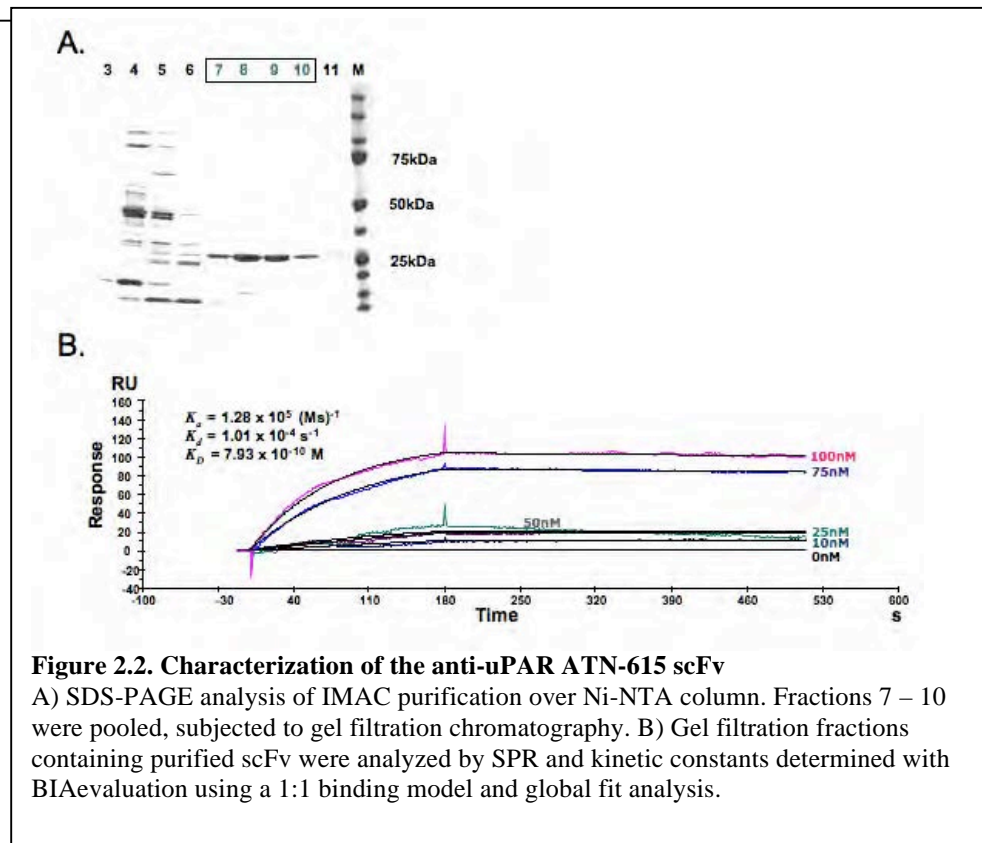 A.
3 4 5 6 7 8 9 10 11 M
75kDa
50kDa
25kDa
B.
RU
160
140
120
100
80
60
40
20
0
-20
-40
Response
Kₐ = 1.28 x 10⁵ (Ms)⁻¹
K_d = 1.01 x 10⁻⁴ s⁻¹
K_D = 7.93 x 10⁻¹⁰ M
100nM
75nM
50nM
25nM
10nM
0nM
-100 -30 40 110 180 250 320 390 460 530 600
Time s
Figure 2.2. Characterization of the anti-uPAR ATN-615 scFv
A) SDS-PAGE analysis of IMAC purification over Ni-NTA column. Fractions 7 – 10
were pooled, subjected to gel filtration chromatography. B) Gel filtration fractions
containing purified scFv were analyzed by SPR and kinetic constants determined with
BIAevaluation using a 1:1 binding model and global fit analysis.